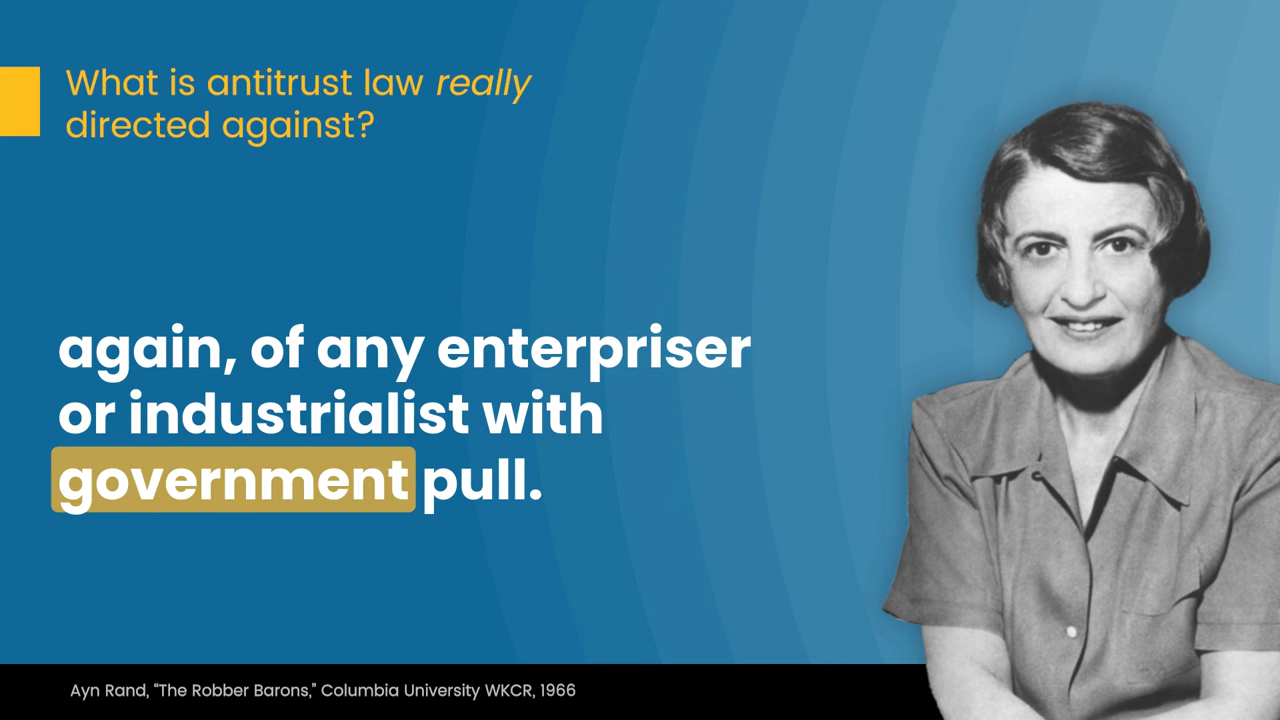 What is antitrust law really
directed against?
again, of any enterpriser
or industrialist with
government pull.
Ayn Rand, “The Robber Barons,” Columbia University WKCR, 1966